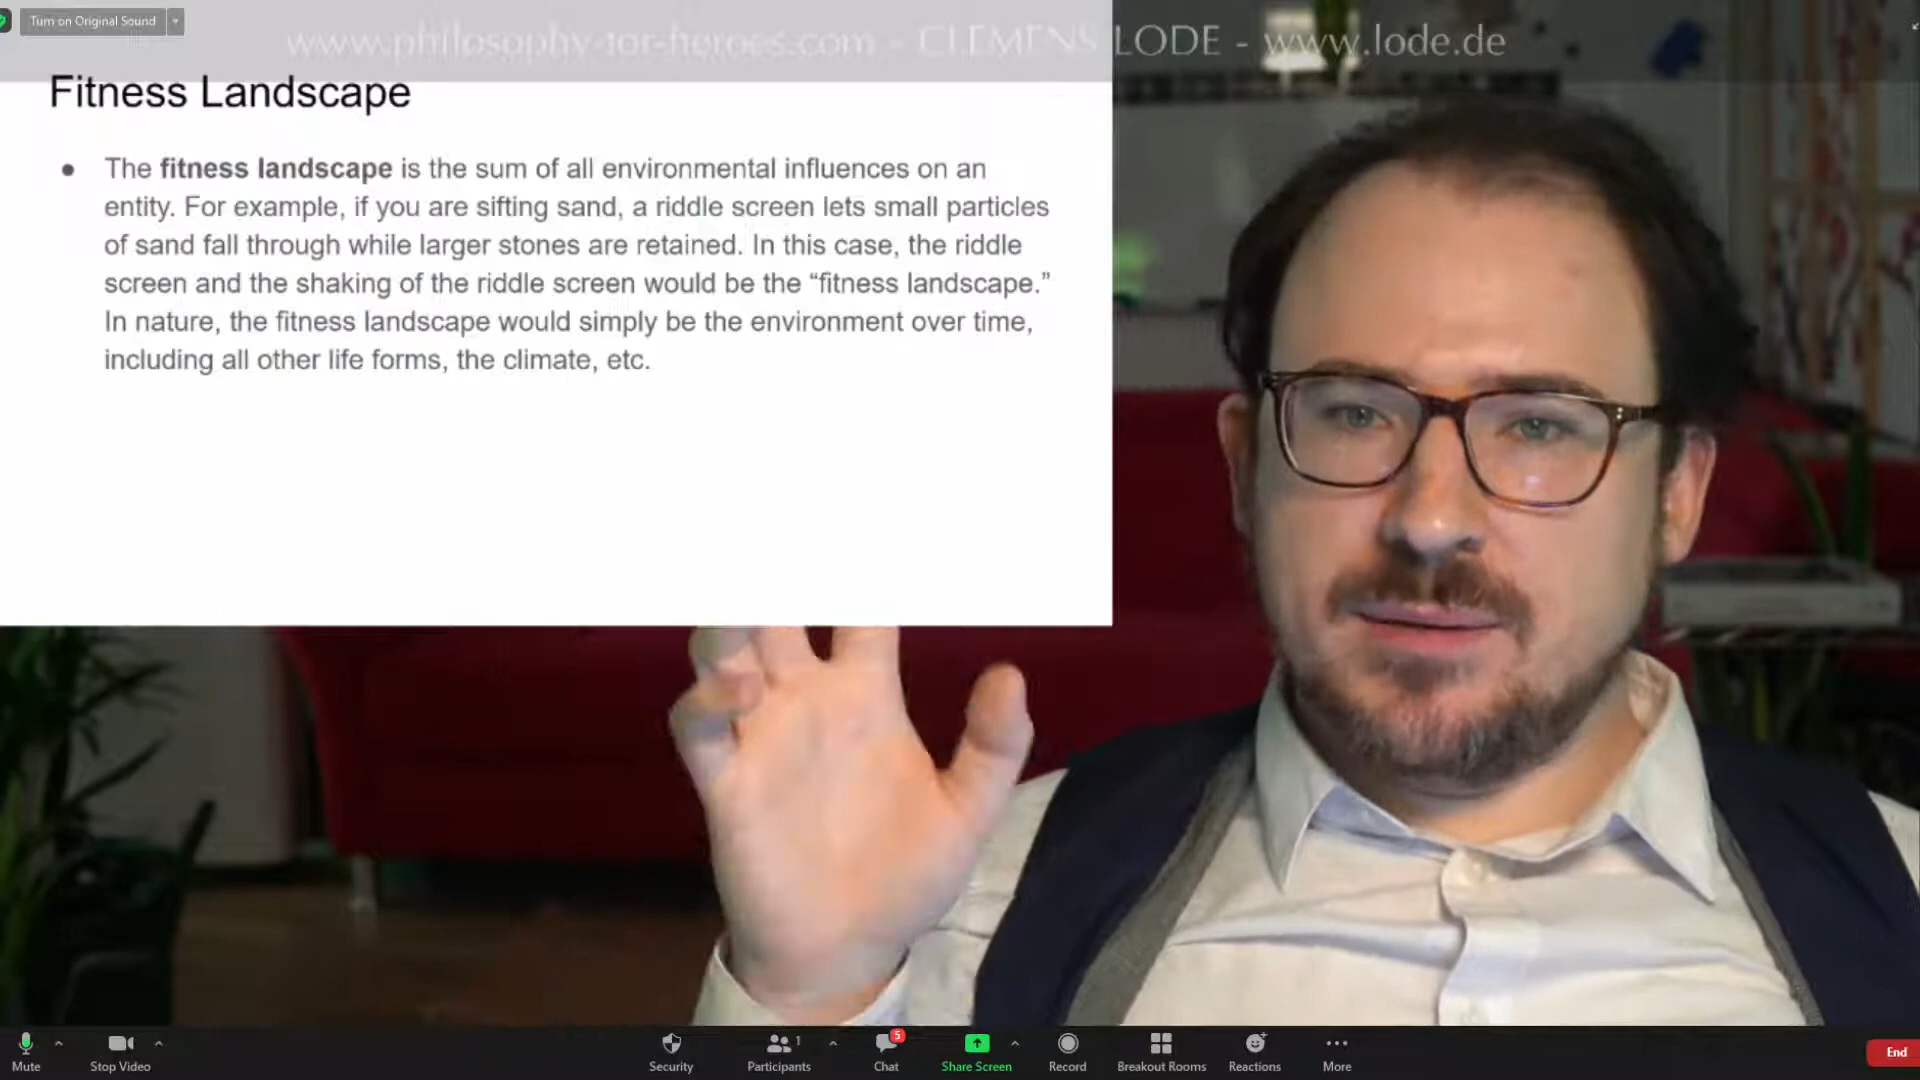 Turn on Original Sound
www.philosophy-for-heroes.com - CLEMENS LODE - www.lode.de
Fitness Landscape
● The fitness landscape is the sum of all environmental influences on an
entity. For example, if you are sifting sand, a riddle screen lets small particles
of sand fall through while larger stones are retained. In this case, the riddle
screen and the shaking of the riddle screen would be the “fitness landscape.”
In nature, the fitness landscape would simply be the environment over time,
including all other life forms, the climate, etc.
1
5
Mute
Stop Video
Security
Participants
Chat
Share Screen
Record
Breakout Rooms
Reactions
More
End